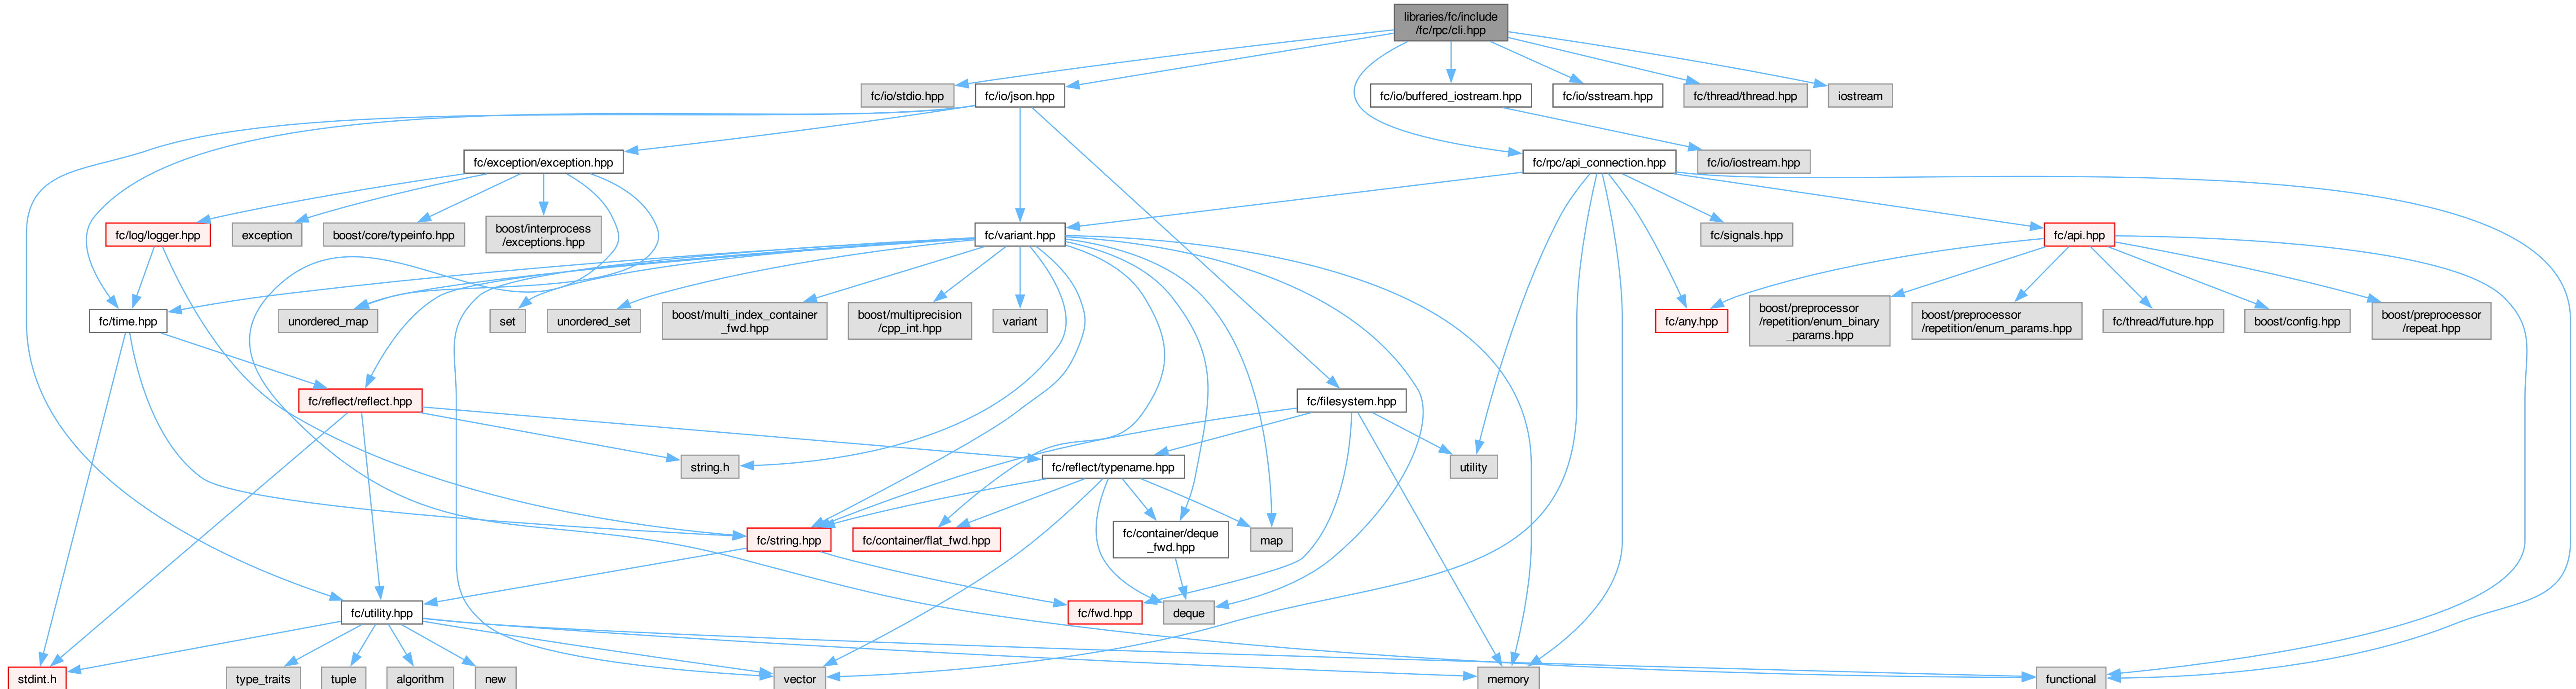 libraries/fc/include
/fc/rpc/cli.hpp
fc/io/stdio.hpp
fc/io/json.hpp
fc/io/buffered_iostream.hpp
fc/io/sstream.hpp
fc/thread/thread.hpp
iostream
fc/exception/exception.hpp
fc/rpc/api_connection.hpp
fc/io/iostream.hpp
fc/log/logger.hpp
exception
boost/core/typeinfo.hpp
boost/interprocess
/exceptions.hpp
fc/variant.hpp
fc/signals.hpp
fc/api.hpp
fc/time.hpp
unordered_map
set
unordered_set
boost/multi_index_container
_fwd.hpp
boost/multiprecision
/cpp_int.hpp
variant
fc/any.hpp
boost/preprocessor
/repetition/enum_binary
_params.hpp
boost/preprocessor
/repetition/enum_params.hpp
fc/thread/future.hpp
boost/config.hpp
boost/preprocessor
/repeat.hpp
fc/reflect/reflect.hpp
fc/filesystem.hpp
string.h
fc/reflect/typename.hpp
utility
fc/string.hpp
fc/container/flat_fwd.hpp
fc/container/deque
_fwd.hpp
map
fc/utility.hpp
fc/fwd.hpp
deque
stdint.h
type_traits
tuple
algorithm
new
vector
memory
functional